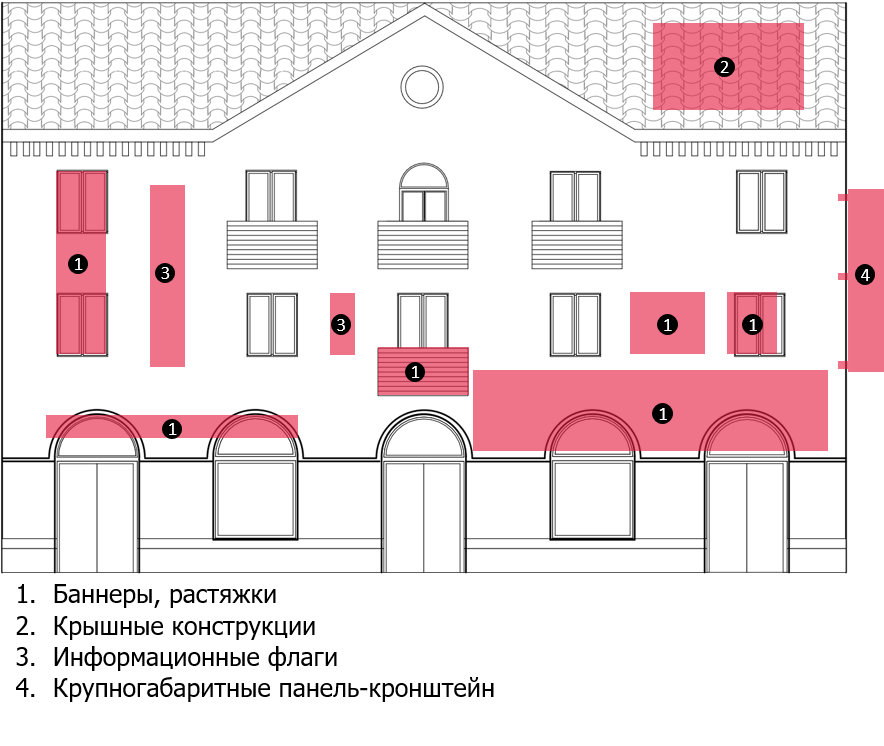 2
1
3
4
3
1
1
1
1
1
1. Баннеры, растяжки
2. Крышные конструкции
3. Информационные флаги
4. Крупногабаритные панель-кронштейн